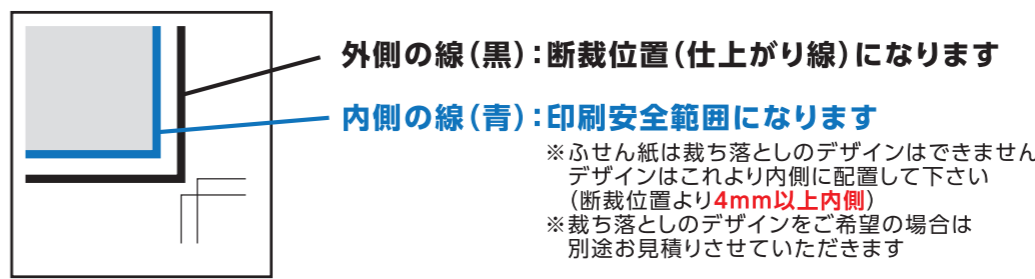 外側の線(黒):断裁位置(仕上がり線)になります
内側の線(青):印刷安全範囲になります
※ふせん紙は裁ち落としのデザインはできません
デザインはこれより内側に配置して下さい
(断裁位置より4mm以上内側)
※裁ち落としのデザインをご希望の場合は
別途お見積りさせていただきます